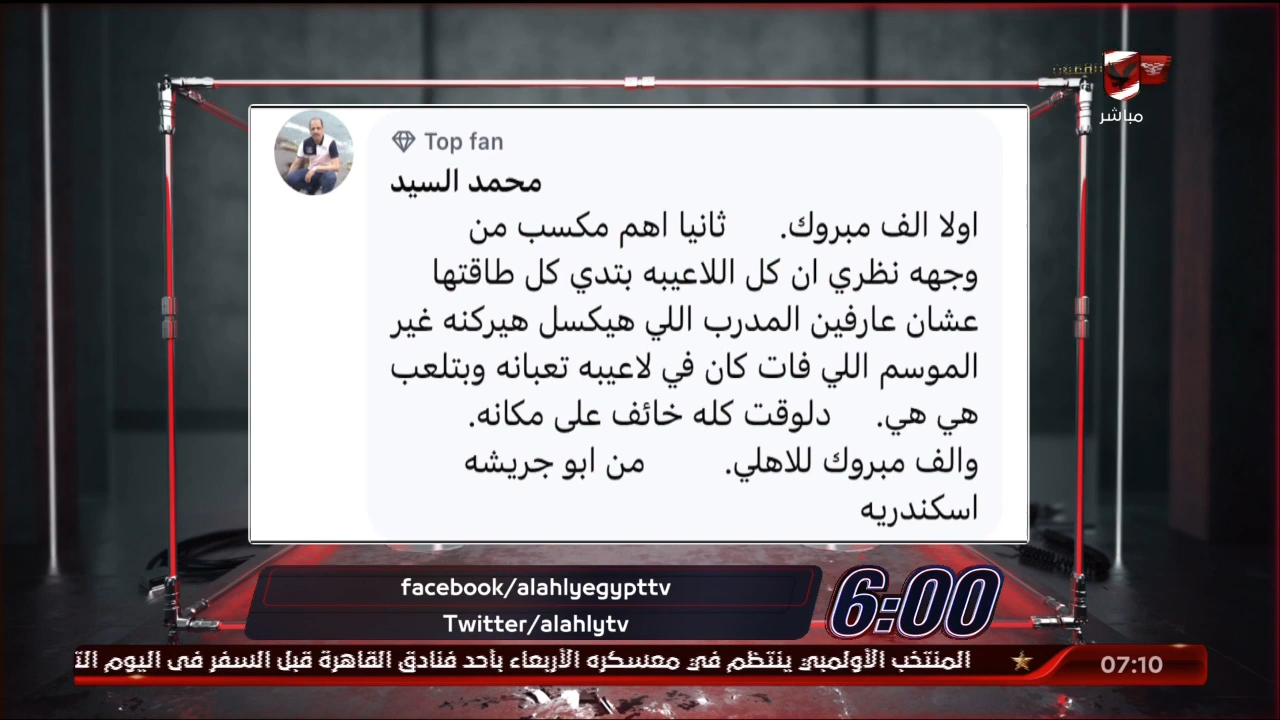 مباشر
Top fan
محمد السيد
اولا الف مبروك. ثانيا اهم مكسب من
وجهه نظري ان كل اللاعيبه بتدي كل طاقتها
عشان عارفين المدرب اللي هيكسل هيركنه غير
الموسم اللي فات كان في لاعيبه تعبانه وبتلعب
هي هي. دلوقت كله خائف على مكانه.
والف مبروك للاهلي. من ابو جريشه
اسكندريه
facebook/alahlyegypttv
Twitter/alahlytv
6:00
المنتخب الأولمبي ينتظم في معسكره الأربعاء بأحد فنادق القاهرة قبل السفر فى اليوم
07:10